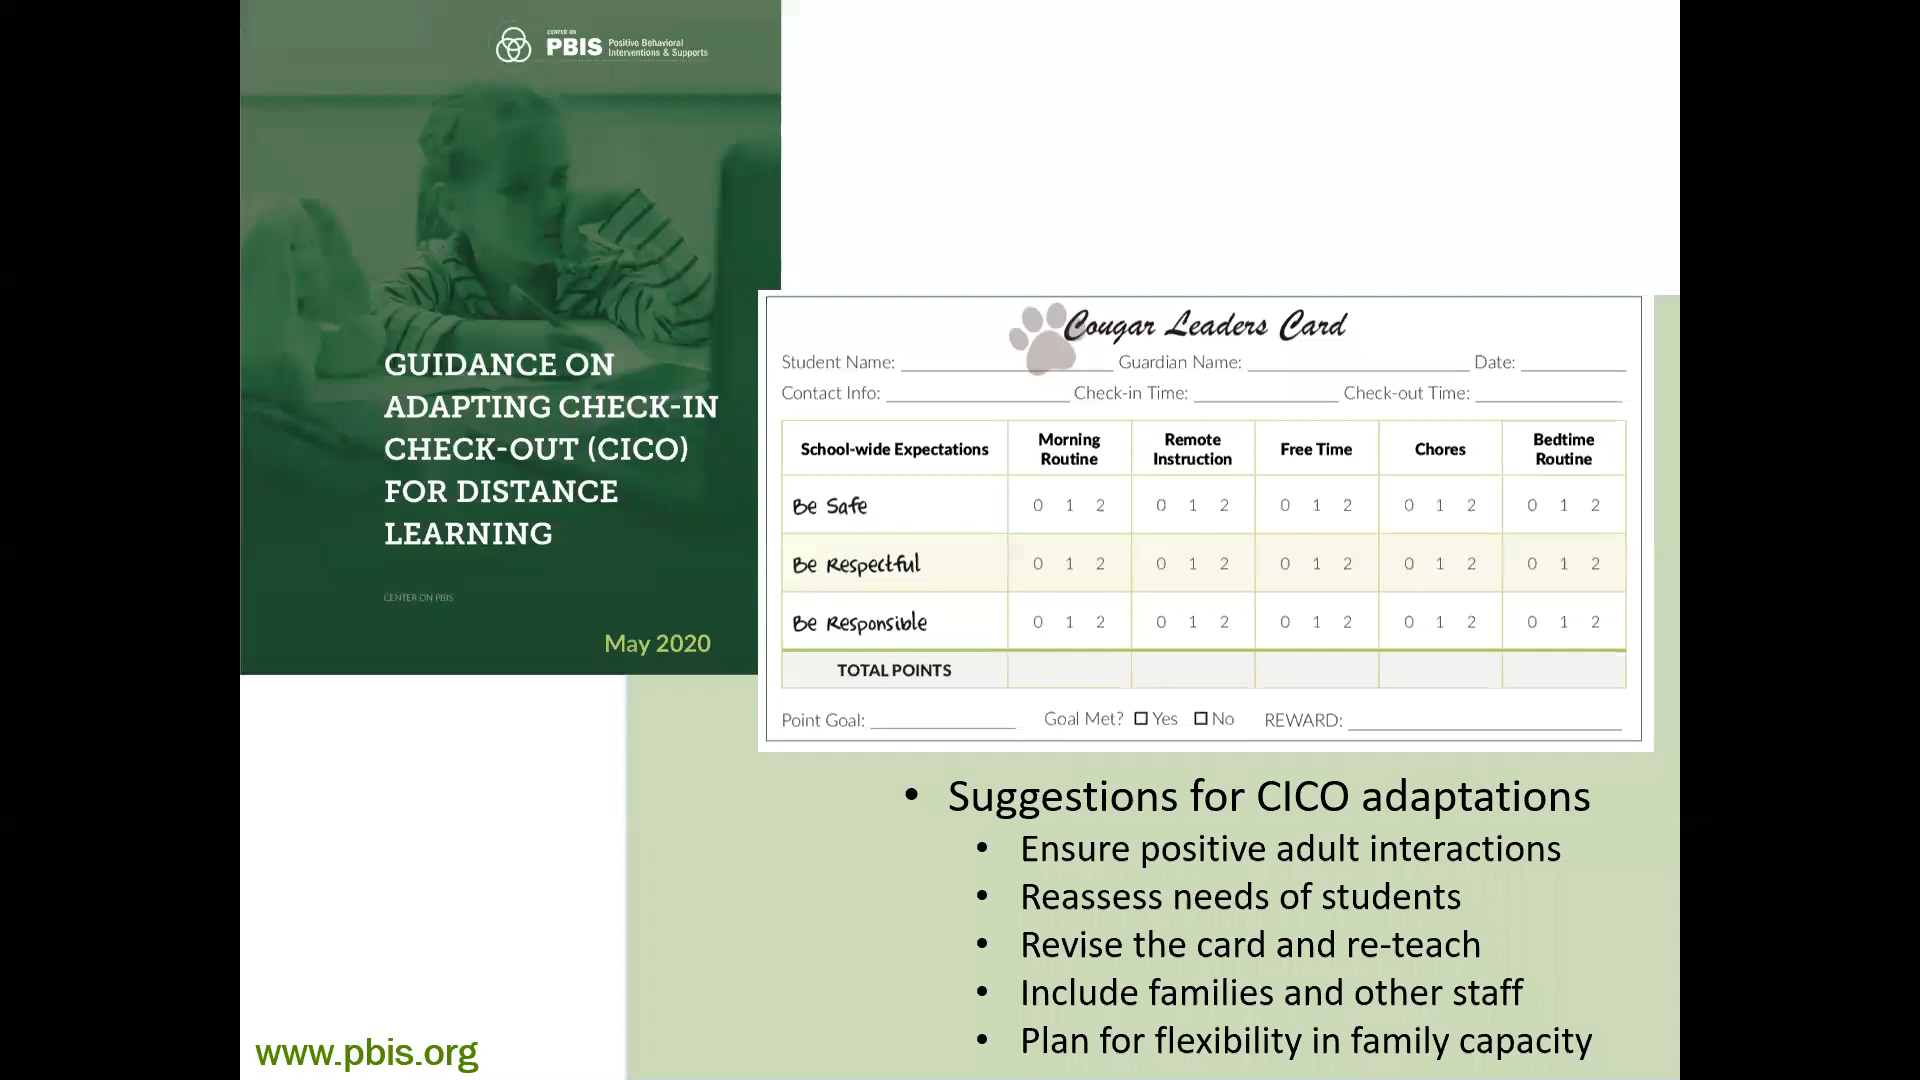 CENTER ON
PBIS Positive Behavioral
Interventions & Supports
GUIDANCE ON
ADAPTING CHECK-IN
CHECK-OUT (CICO)
FOR DISTANCE
LEARNING
CENTER ON PBIS
May 2020
Cougar Leaders Card
Student Name: Guardian Name: Date:
Contact Info: Check-in Time: Check-out Time:
School-wide Expectations Morning Routine Remote Instruction Free Time Chores Bedtime Routine
Be Safe 0 1 2 0 1 2 0 1 2 0 1 2 0 1 2
Be Respectful 0 1 2 0 1 2 0 1 2 0 1 2 0 1 2
Be Responsible 0 1 2 0 1 2 0 1 2 0 1 2 0 1 2
TOTAL POINTS
Point Goal: Goal Met? Yes No REWARD:
• Suggestions for CICO adaptations
• Ensure positive adult interactions
• Reassess needs of students
• Revise the card and re-teach
• Include families and other staff
• Plan for flexibility in family capacity
www.pbis.org